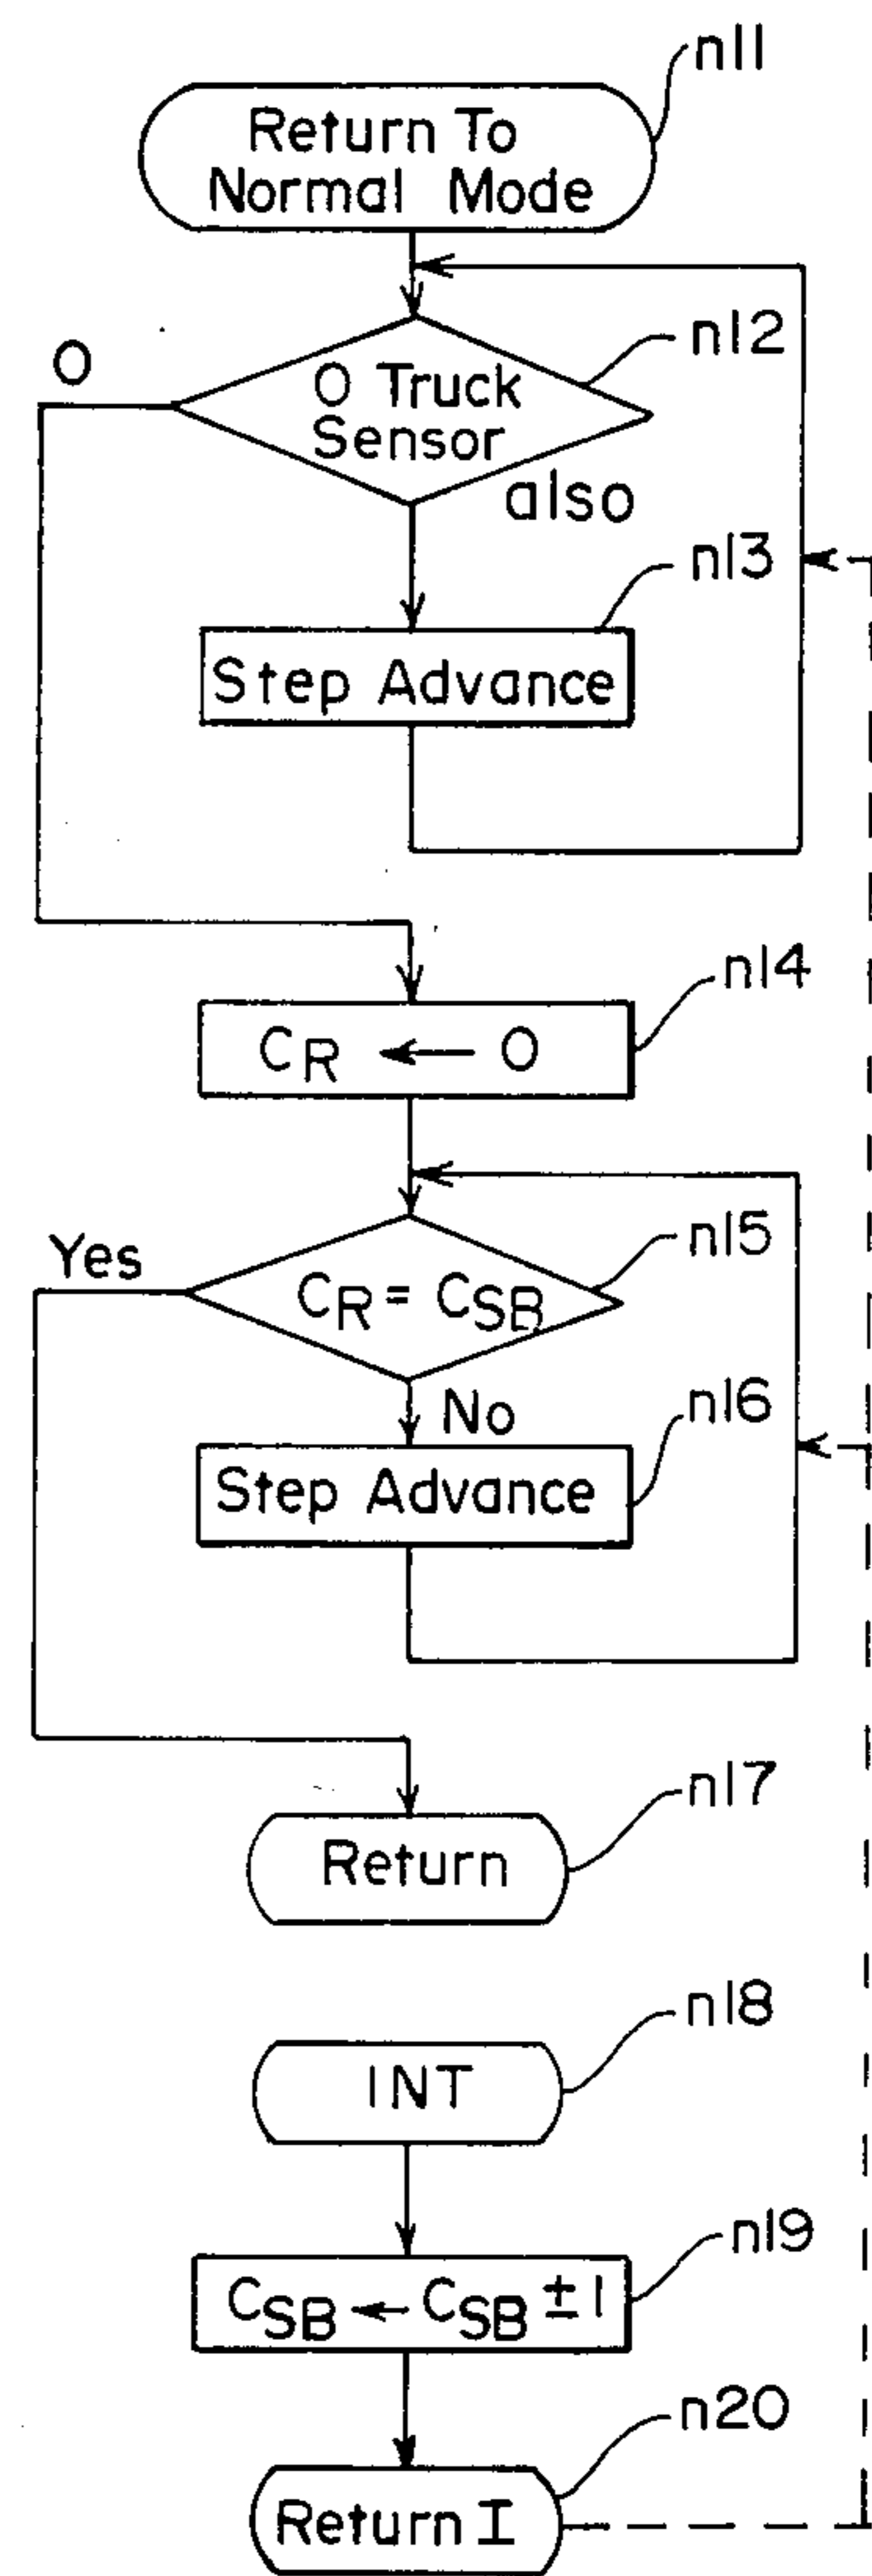 n11
Return To
Normal Mode
n12
0
0 Truck
Sensor
also
n13
Step Advance
n14
CR ← 0
n15
Yes
CR = CSB
No
n16
Step Advance
n17
Return
n18
INT
n19
CSB ← CSB ± 1
n20
Return I